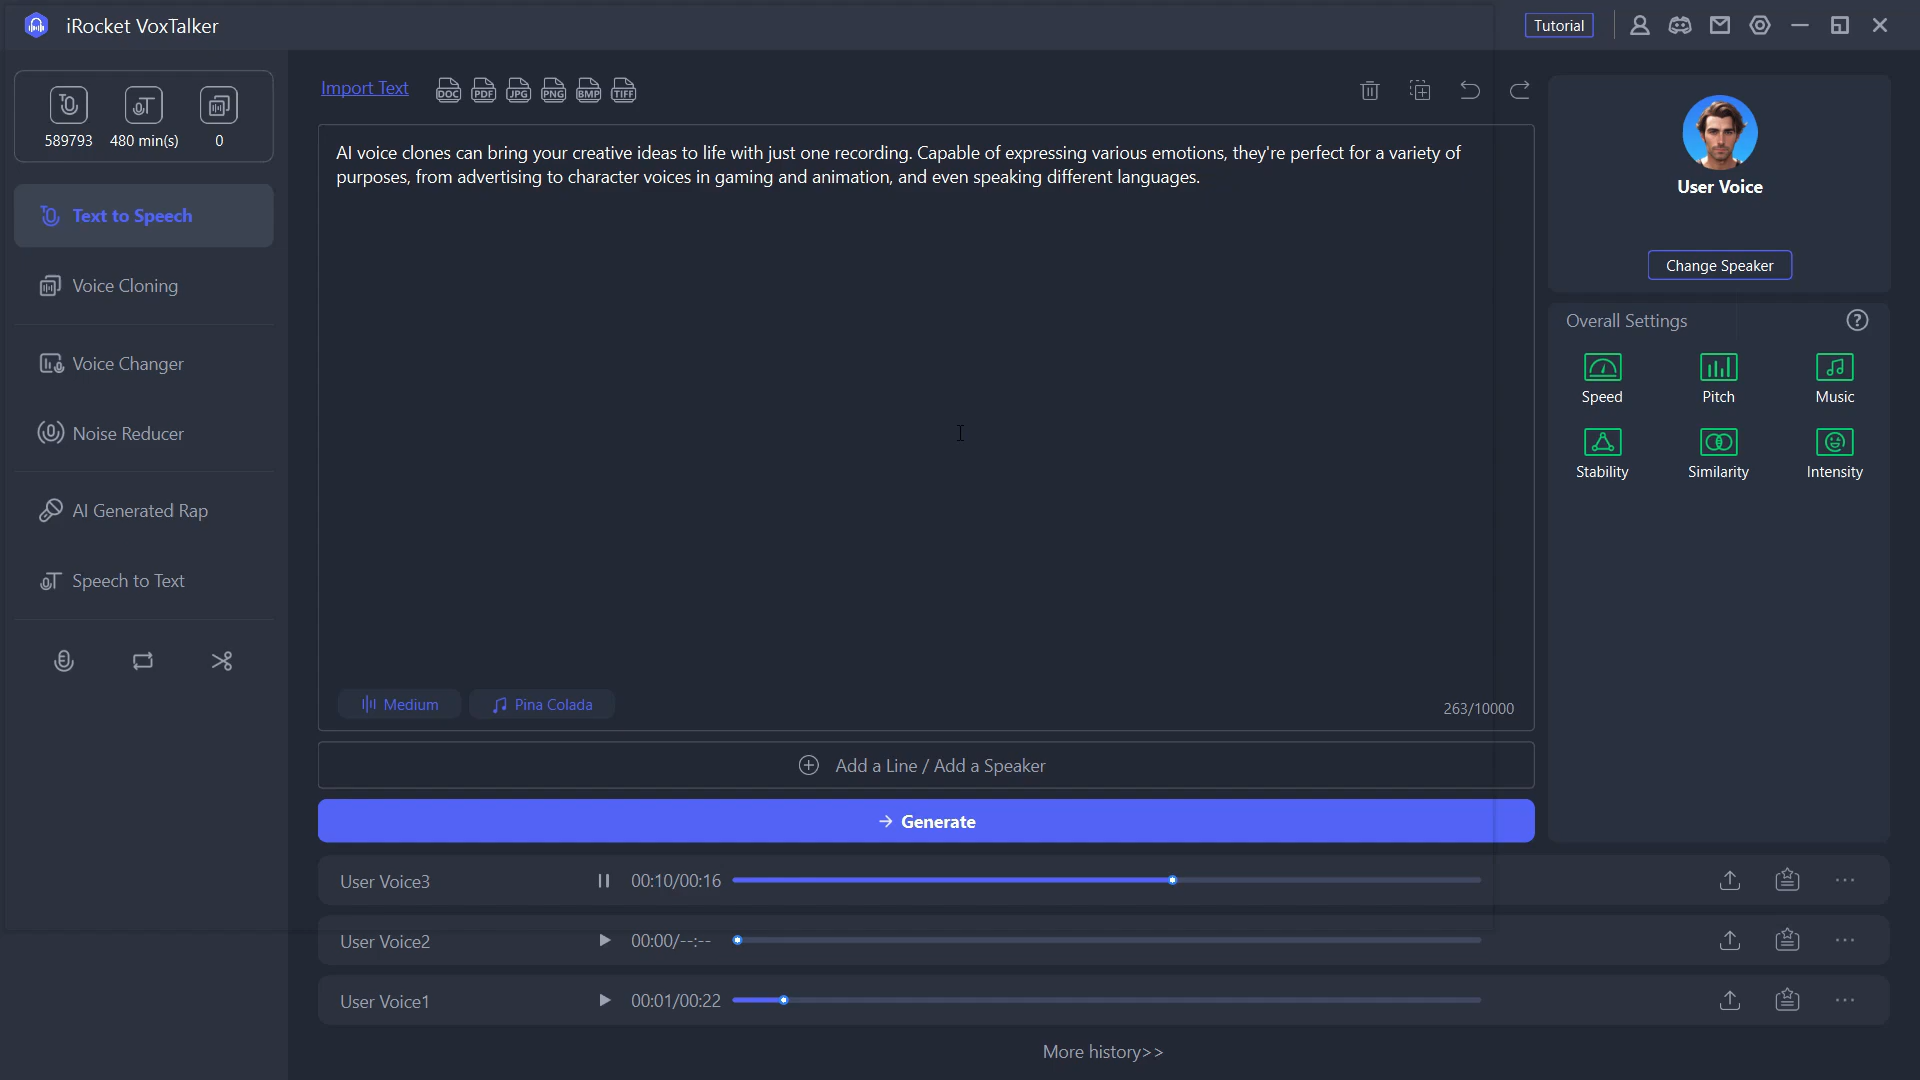 iRocket VoxTalker
Tutorial
589793
480 min(s)
0
Text to Speech
Voice Cloning
Voice Changer
Noise Reducer
AI Generated Rap
Speech to Text
Import Text
DOC
PDF
JPG
PNG
BMP
TIFF
AI voice clones can bring your creative ideas to life with just one recording. Capable of expressing various emotions, they're perfect for a variety of
purposes, from advertising to character voices in gaming and animation, and even speaking different languages.
Medium
Pina Colada
263/10000
Add a Line / Add a Speaker
Generate
User Voice
Change Speaker
Overall Settings
Speed
Pitch
Music
Stability
Similarity
Intensity
User Voice3
00:10/00:16
User Voice2
00:00/--:--
User Voice1
00:01/00:22
More history>>